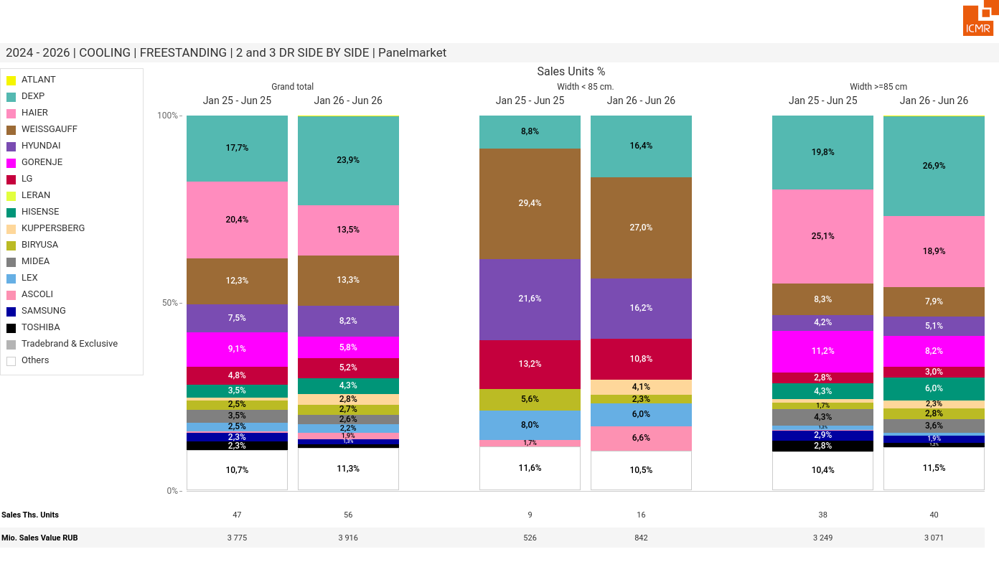 ICMR
2024 - 2026 | COOLING | FREESTANDING | 2 and 3 DR SIDE BY SIDE | Panelmarket
ATLANT
DEXP
HAIER
WEISSGAUFF
HYUNDAI
GORENJE
LG
LERAN
HISENSE
KUPPERSBERG
BIRYUSA
MIDEA
LEX
ASCOLI
SAMSUNG
TOSHIBA
Tradebrand & Exclusive
Others
Sales Units %
Grand total
Width < 85 cm.
Width >=85 cm
Jan 25 - Jun 25
Jan 26 - Jun 26
Jan 25 - Jun 25
Jan 26 - Jun 26
Jan 25 - Jun 25
Jan 26 - Jun 26
100%
50%
0%
17,7%
20,4%
12,3%
7,5%
9,1%
4,8%
3,5%
2,5%
3,5%
2,5%
2,3%
2,3%
10,7%
23,9%
13,5%
13,3%
8,2%
5,8%
5,2%
4,3%
2,8%
2,7%
2,6%
2,2%
1,9%
1,3%
11,3%
8,8%
29,4%
21,6%
13,2%
5,6%
8,0%
1,7%
11,6%
16,4%
27,0%
16,2%
10,8%
4,1%
2,3%
6,0%
6,6%
10,5%
19,8%
25,1%
8,3%
4,2%
11,2%
2,8%
4,3%
1,7%
4,3%
1,2%
2,9%
2,8%
10,4%
26,9%
18,9%
7,9%
5,1%
8,2%
3,0%
6,0%
2,3%
2,8%
3,6%
1,9%
1,2%
11,5%
Sales Ths. Units 47 56 9 16 38 40
Mio. Sales Value RUB 3 775 3 916 526 842 3 249 3 071